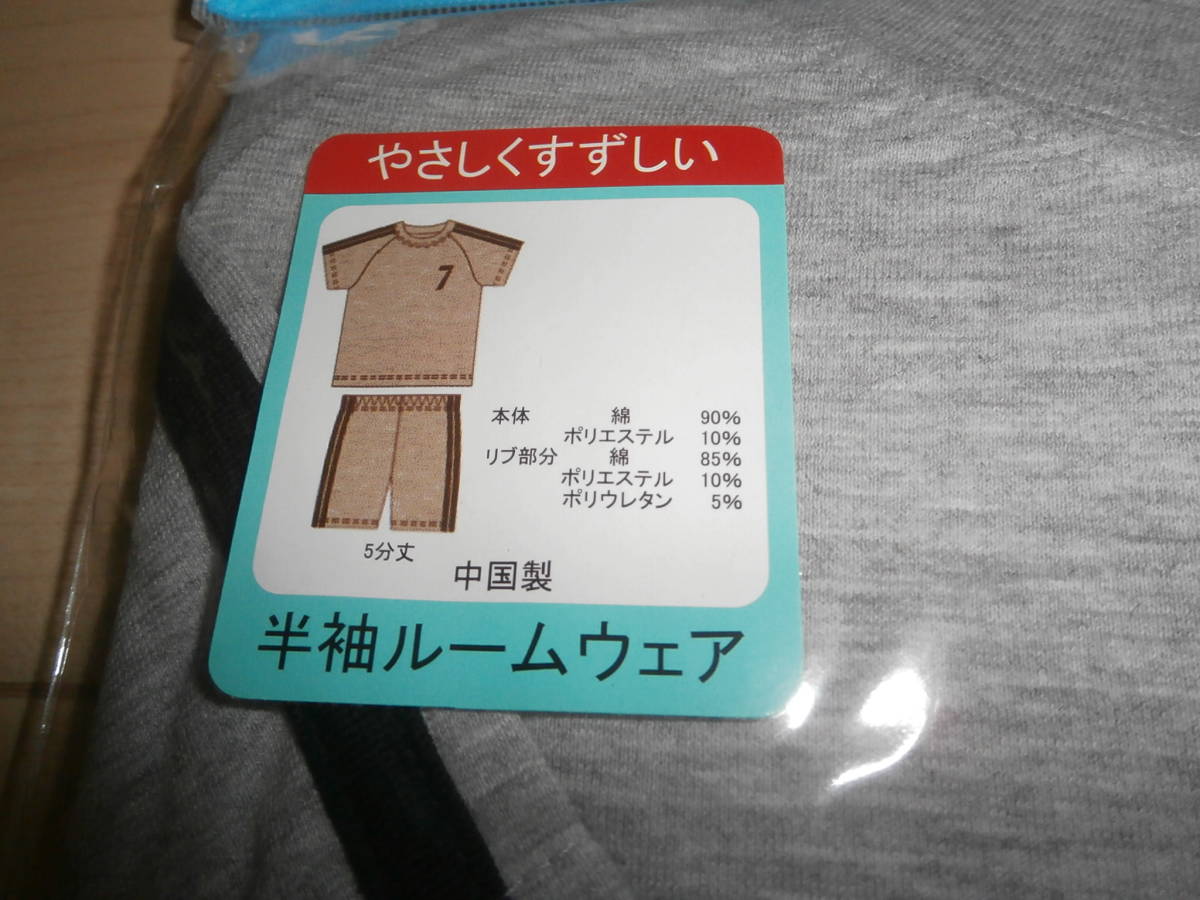 やさしくすずしい
7
本体 綿 90%
ポリエステル 10%
リブ部分 綿 85%
ポリエステル 10%
ポリウレタン 5%
5分丈
中国製
半袖ルームウェア